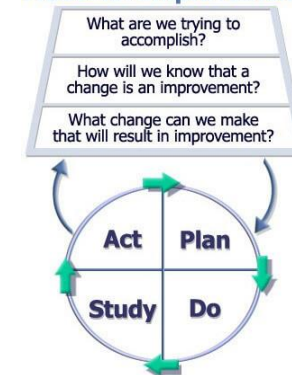 What are we trying to
accomplish?
How will we know that a
change is an improvement?
What change can we make
that will result in improvement?
Act Plan
Study Do